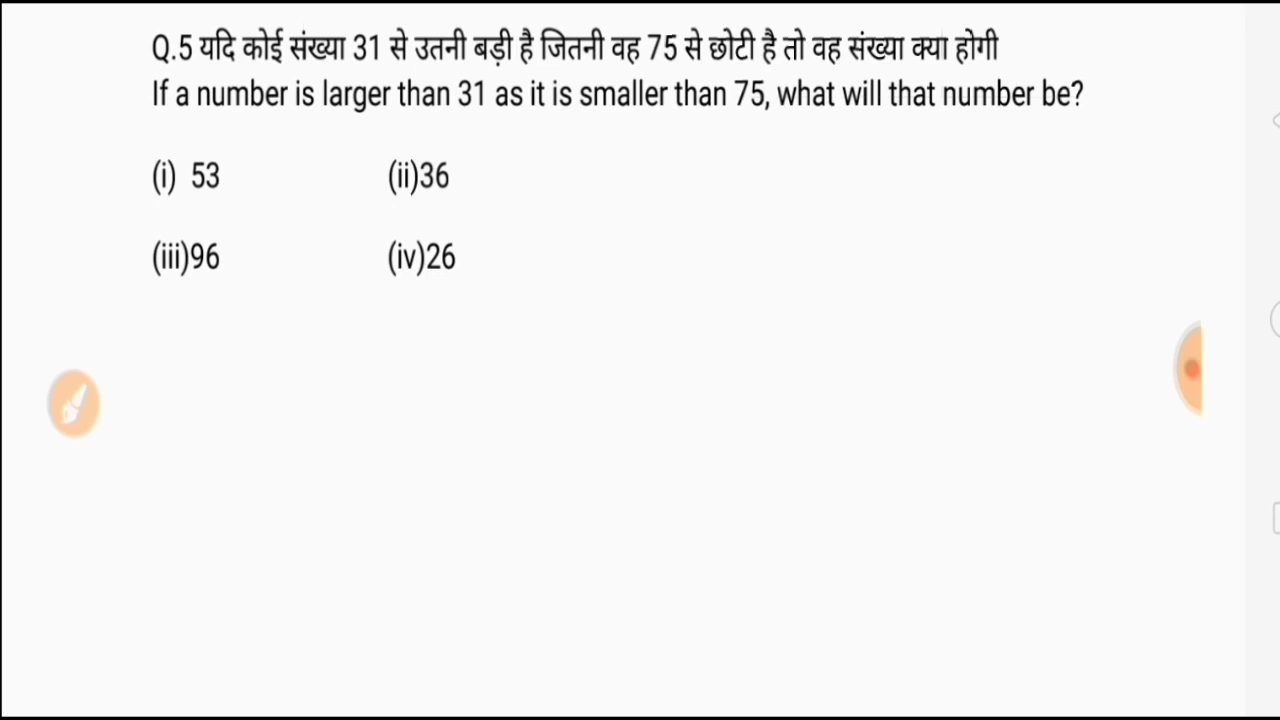 Q.5 यदि कोई संख्या 31 से उतनी बड़ी है जितनी वह 75 से छोटी है तो वह संख्या क्या होगी
If a number is larger than 31 as it is smaller than 75, what will that number be?
(i) 53 (ii)36
(iii)96 (iv)26